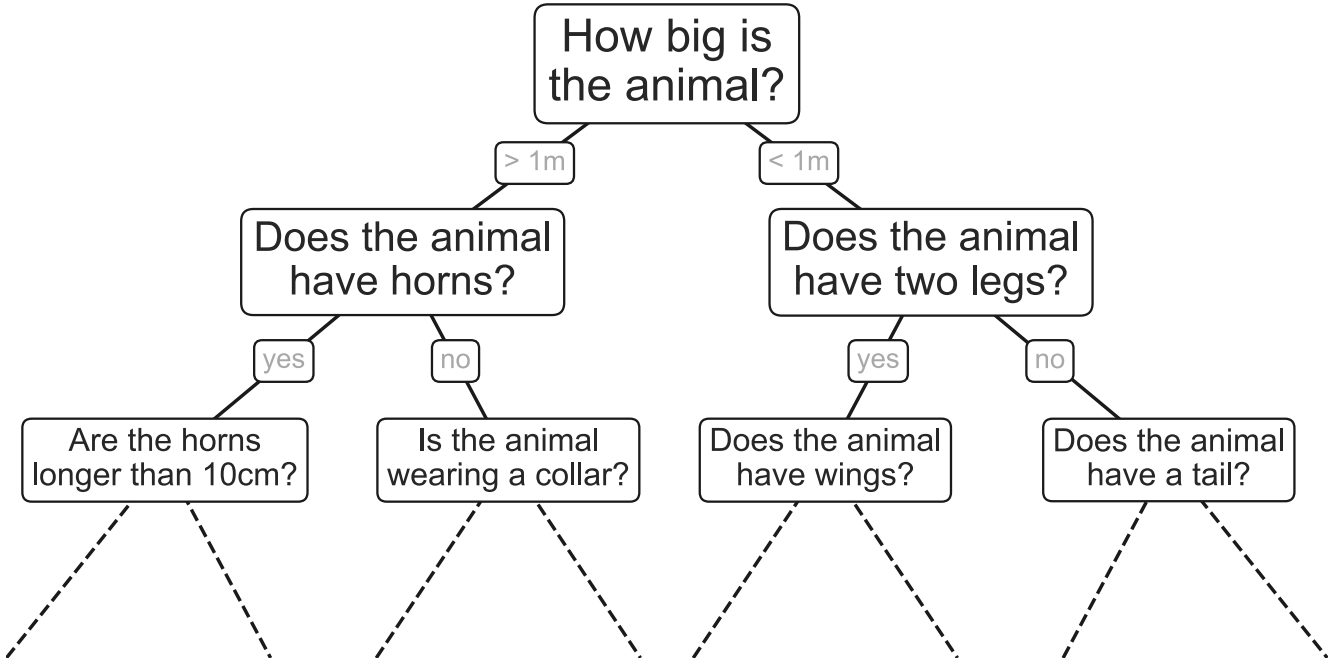 How big is
the animal?
> 1m
< 1m
Does the animal
have horns?
Does the animal
have two legs?
yes
no
yes
no
Are the horns
longer than 10cm?
Is the animal
wearing a collar?
Does the animal
have wings?
Does the animal
have a tail?